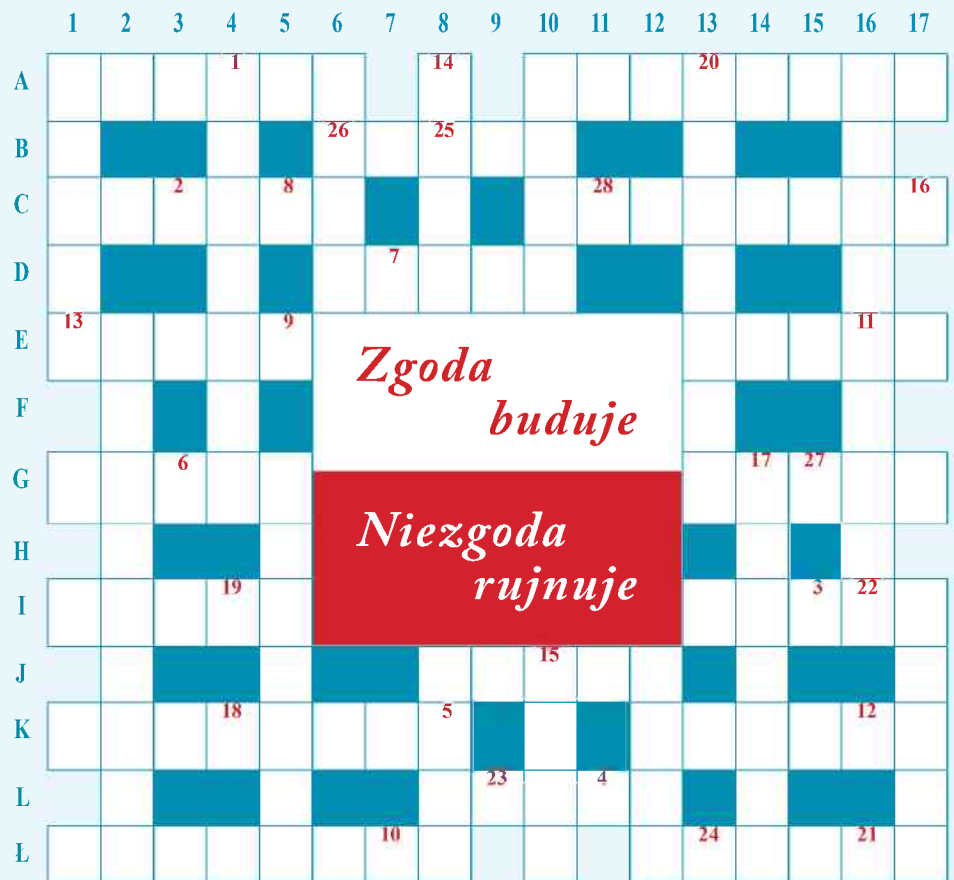 1 2 3 4 5 6 7 8 9 10 11 12 13 14 15 16 17
A 1 14 20
B 26 25
C 2 8 28 16
D 7
E 13 9 11
Zgoda
buduje
F
G 6 17 27
Niezgoda
H
rujnuje
I 19 3 22
J 15
K 18 5 12
L 23 4
Ł 10 24 21